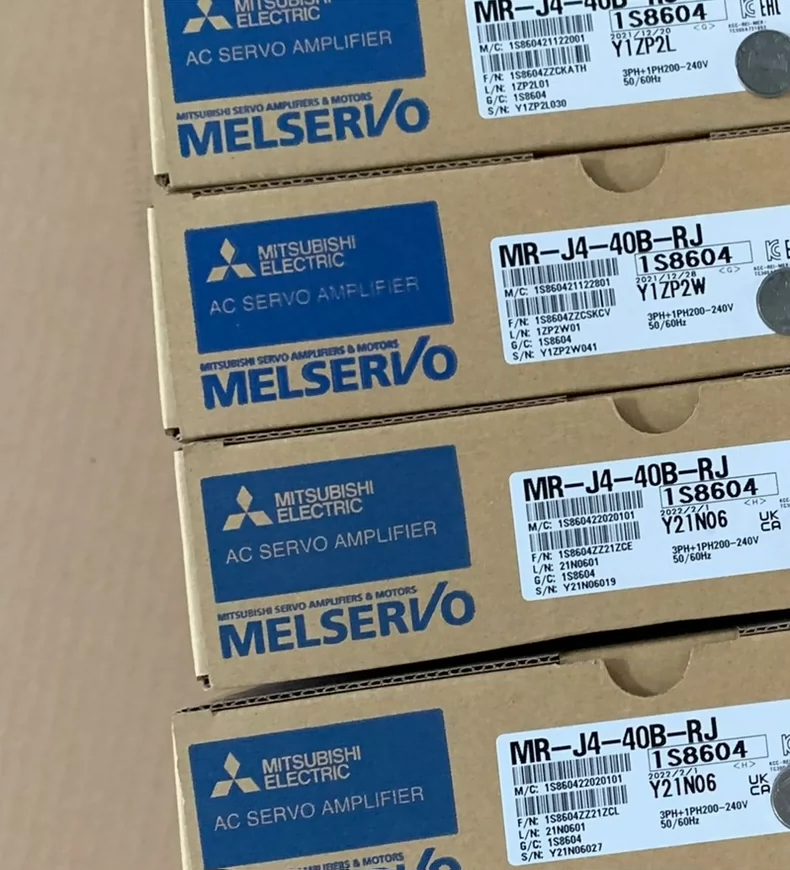 MITSUBISHI
ELECTRIC
AC SERVO AMPLIFIER
MITSUBISHI SERVO AMPLIFIERS & MOTORS
MELSERVO
MR-J4-40B-RJ
1S8604
2021/12/20
<G>
Y1ZP2L
M/C: 1S860421122001
F/N: 1S8604ZZCKATH
L/N: 1ZP2L01
G/C: 1S8604
S/N: Y1ZP2L030
3PH+1PH200-240V
50/60Hz
EHC
MITSUBISHI
ELECTRIC
AC SERVO AMPLIFIER
MITSUBISHI SERVO AMPLIFIERS & MOTORS
MELSERVO
MR-J4-40B-RJ
1S8604
2021/12/28
<G>
Y1ZP2W
M/C: 1S860421122801
F/N: 1S8604ZZCSKCV
L/N: 1ZP2W01
G/C: 1S8604
S/N: Y1ZP2W041
3PH+1PH200-240V
50/60Hz
MITSUBISHI
ELECTRIC
AC SERVO AMPLIFIER
MITSUBISHI SERVO AMPLIFIERS & MOTORS
MELSERVO
MR-J4-40B-RJ
1S8604
2022/2/1
<H>
Y21N06
UK
CA
M/C: 1S860422020101
F/N: 1S8604ZZ21ZCE
L/N: 21N0601
G/C: 1S8604
S/N: Y21N06019
3PH+1PH200-240V
50/60Hz
MITSUBISHI
ELECTRIC
AC SERVO AMPLIFIER
MR-J4-40B-RJ
1S8604
2022/2/1
<H>
Y21N06
UK
CA
M/C: 1S860422020101
F/N: 1S8604ZZ21ZCL
L/N: 21N0601
G/C: 1S8604
S/N: Y21N06027
3PH+1PH200-240V
50/60Hz